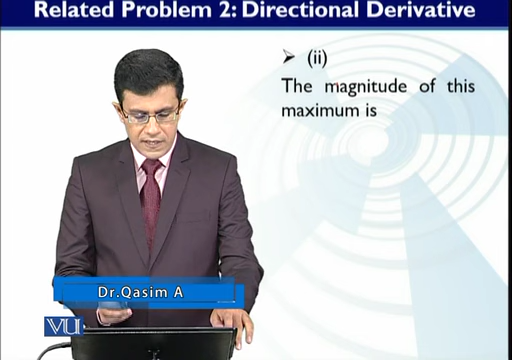 Related Problem 2: Directional Derivative
➢ (ii)
The magnitude of this
maximum is
Dr.Qasim A
VU